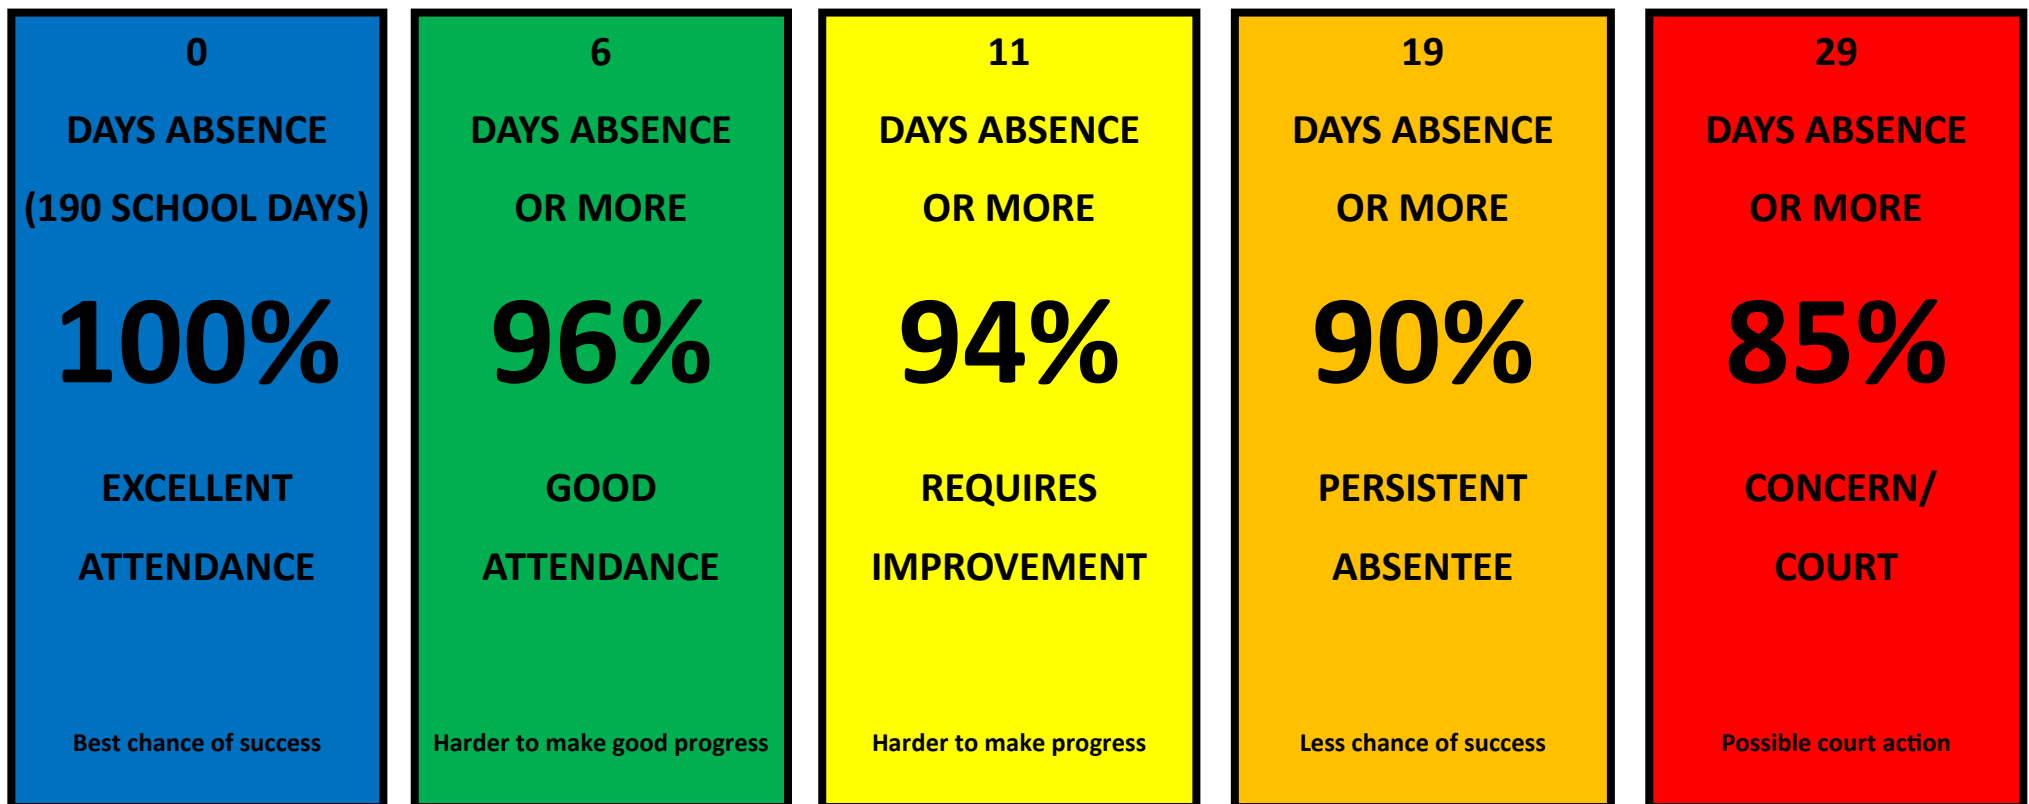 0
DAYS ABSENCE
(190 SCHOOL DAYS)
100%
EXCELLENT
ATTENDANCE
Best chance of success
6
DAYS ABSENCE
OR MORE
96%
GOOD
ATTENDANCE
Harder to make good progress
11
DAYS ABSENCE
OR MORE
94%
REQUIRES
IMPROVEMENT
Harder to make progress
19
DAYS ABSENCE
OR MORE
90%
PERSISTENT
ABSENTEE
Less chance of success
29
DAYS ABSENCE
OR MORE
85%
CONCERN/
COURT
Possible court action